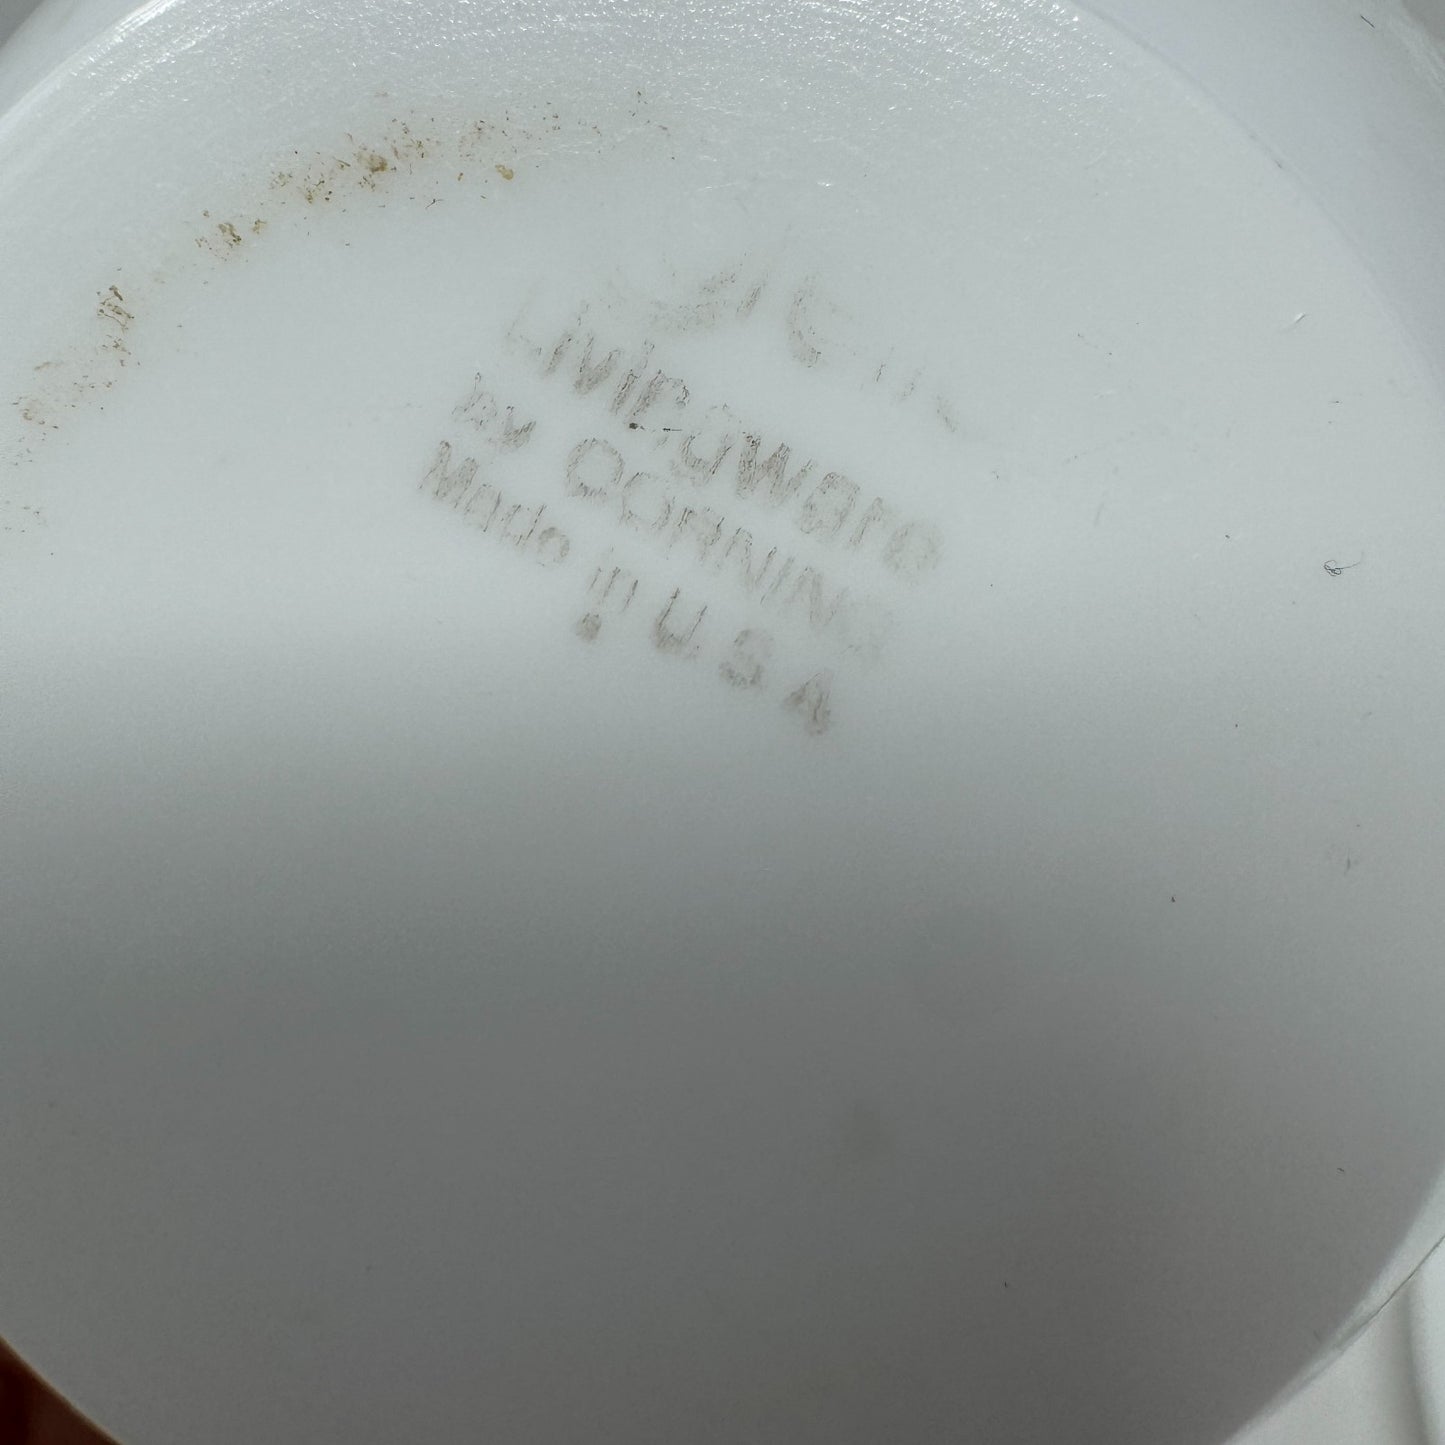 Livingware
by CORNING
Made in U S A